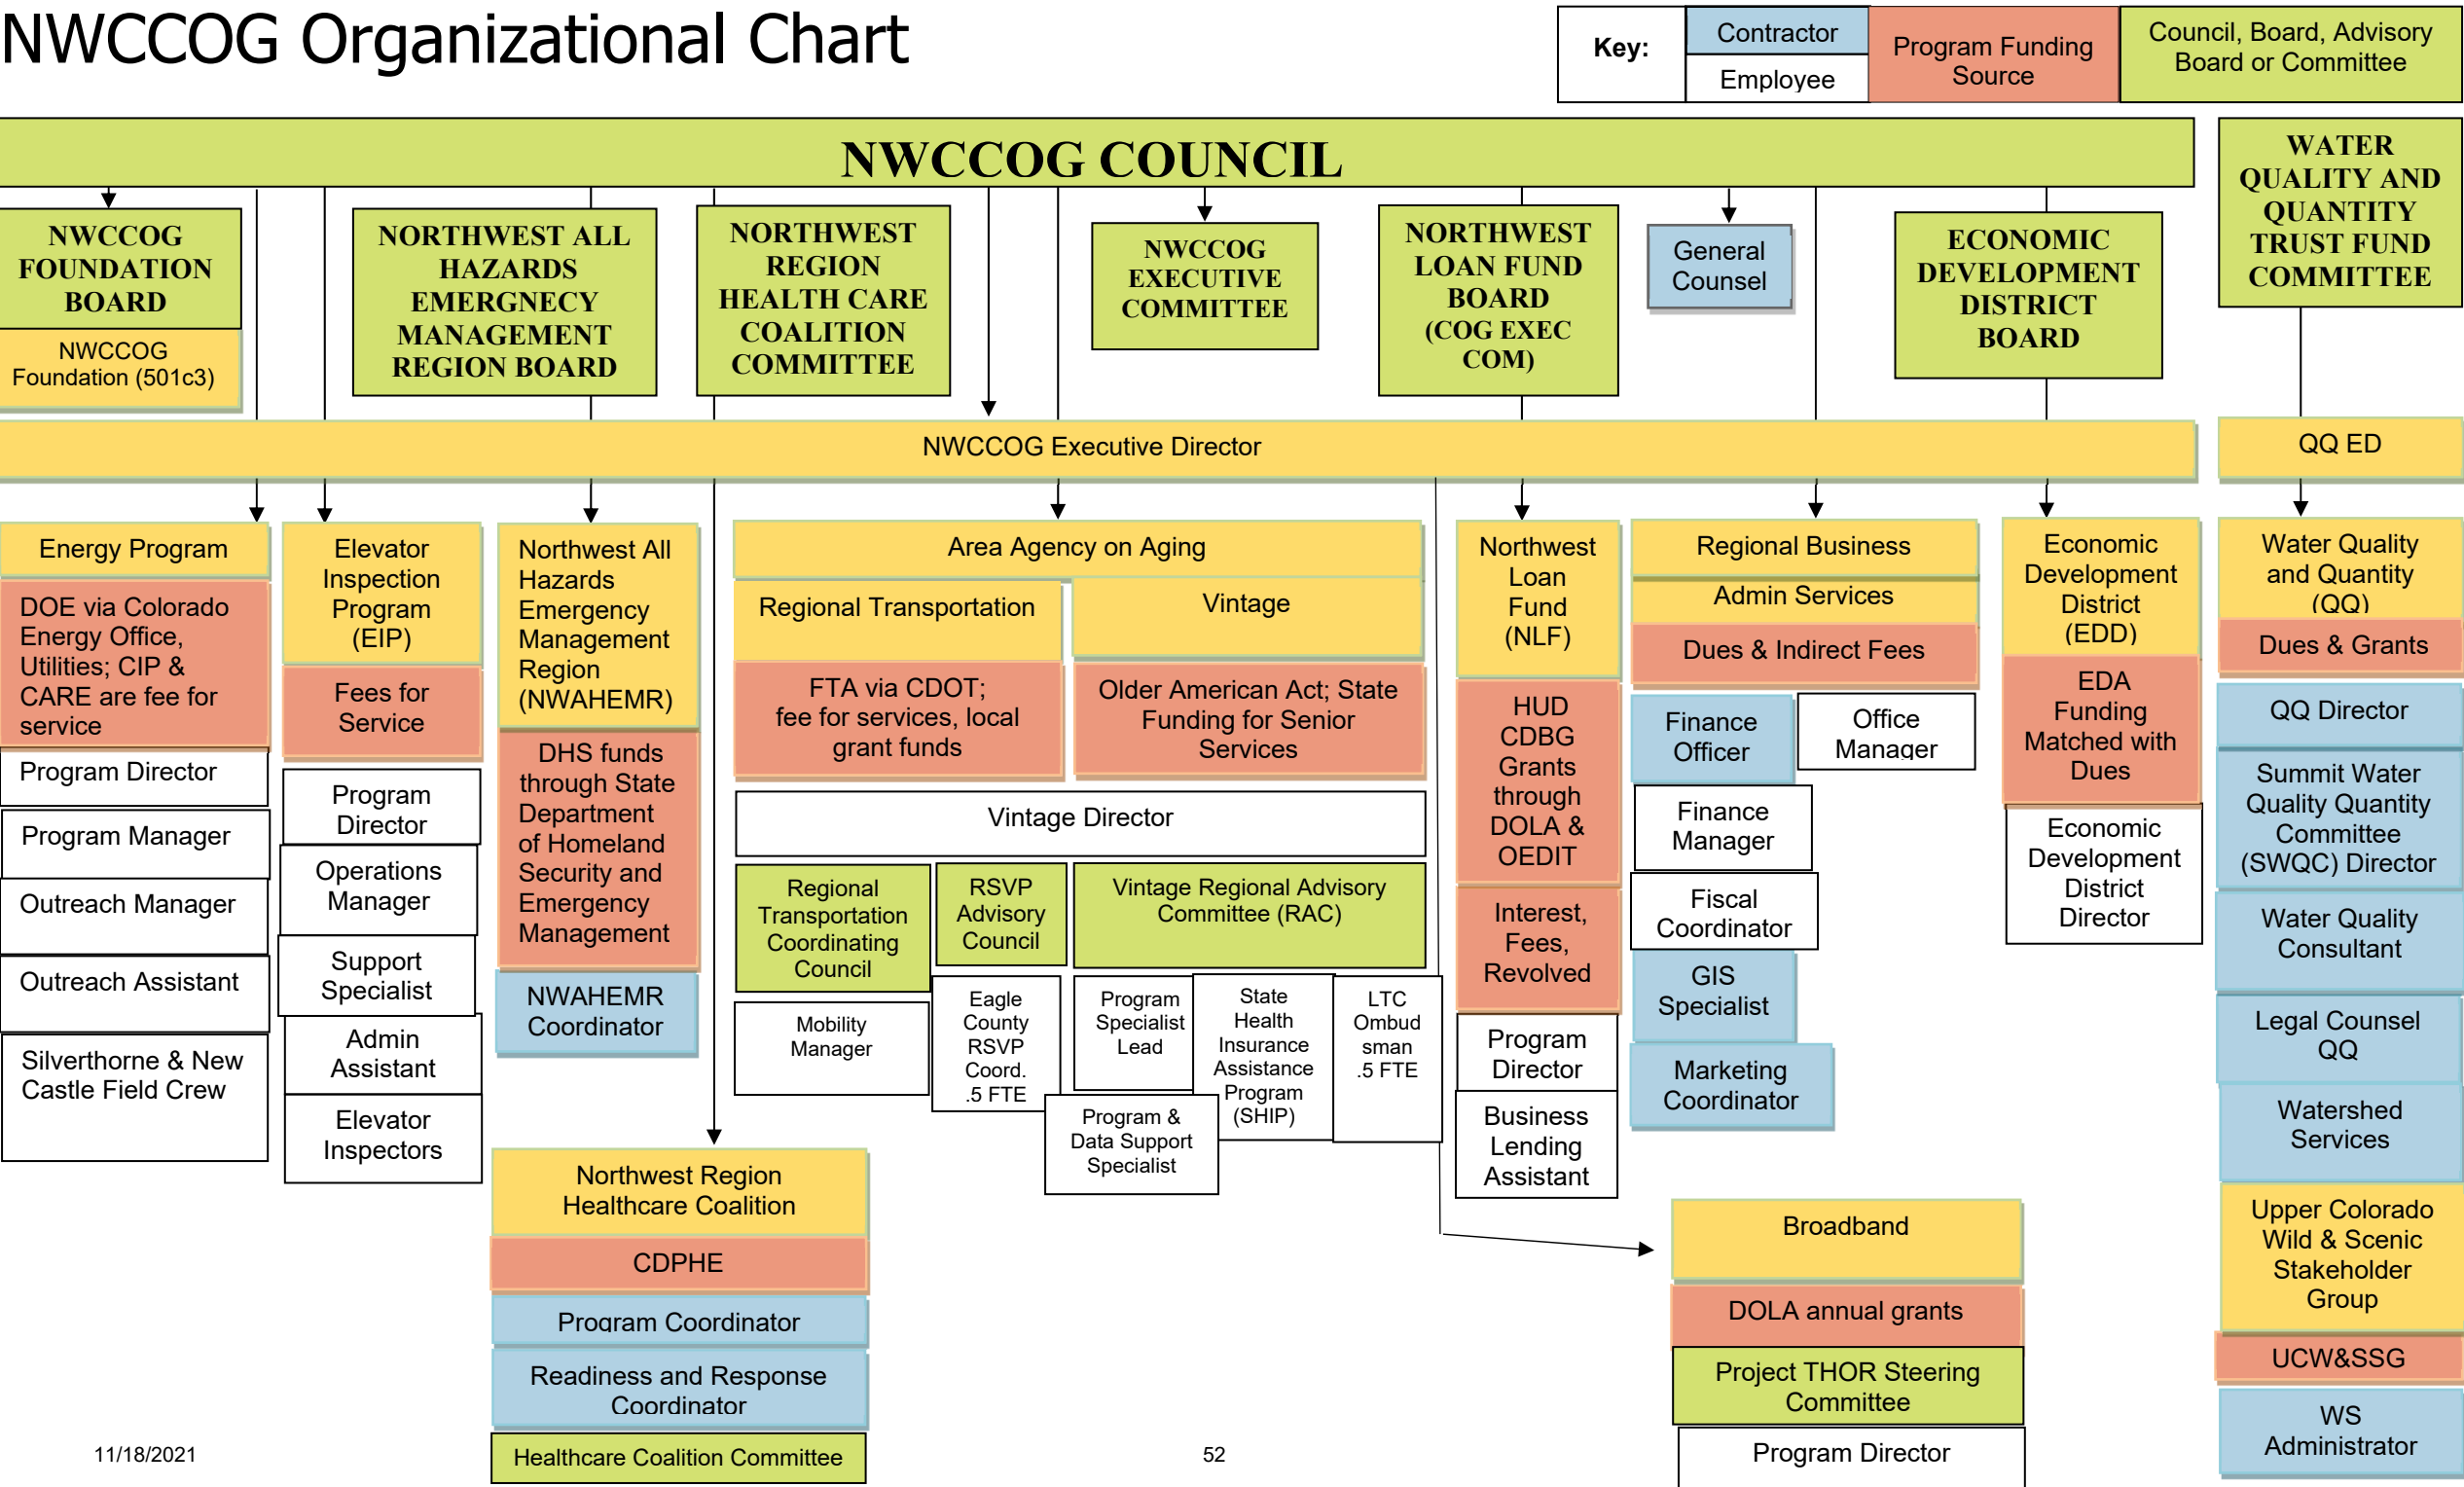 NWCCOG Organizational Chart
Key:
Contractor
Employee
Program Funding
Source
Council, Board, Advisory
Board or Committee
NWCCOG COUNCIL
WATER
QUALITY AND
QUANTITY
TRUST FUND
COMMITTEE
NWCCOG
FOUNDATION
BOARD
NWCCOG
Foundation (501c3)
NORTHWEST ALL
HAZARDS
EMERGNECY
MANAGEMENT
REGION BOARD
NORTHWEST
REGION
HEALTH CARE
COALITION
COMMITTEE
NWCCOG
EXECUTIVE
COMMITTEE
NORTHWEST
LOAN FUND
BOARD
(COG EXEC
COM)
General
Counsel
ECONOMIC
DEVELOPMENT
DISTRICT
BOARD
NWCCOG Executive Director
QQ ED
Energy Program
DOE via Colorado
Energy Office,
Utilities; CIP &
CARE are fee for
service
Program Director
Program Manager
Outreach Manager
Outreach Assistant
Silverthorne & New
Castle Field Crew
Elevator
Inspection
Program
(EIP)
Fees for
Service
Program
Director
Operations
Manager
Support
Specialist
Admin
Assistant
Elevator
Inspectors
Northwest All
Hazards
Emergency
Management
Region
(NWAHEMR)
DHS funds
through State
Department
of Homeland
Security and
Emergency
Management
NWAHEMR
Coordinator
Northwest Region
Healthcare Coalition
CDPHE
Program Coordinator
Readiness and Response
Coordinator
Healthcare Coalition Committee
Area Agency on Aging
Regional Transportation
Vintage
FTA via CDOT;
fee for services, local
grant funds
Older American Act; State
Funding for Senior
Services
Vintage Director
Regional
Transportation
Coordinating
Council
RSVP
Advisory
Council
Vintage Regional Advisory
Committee (RAC)
Mobility
Manager
Eagle
County
RSVP
Coord.
.5 FTE
Program
Specialist
Lead
State
Health
Insurance
Assistance
Program
(SHIP)
LTC
Ombud
sman
.5 FTE
Program &
Data Support
Specialist
Northwest
Loan
Fund
(NLF)
HUD
CDBG
Grants
through
DOLA &
OEDIT
Interest,
Fees,
Revolved
Program
Director
Business
Lending
Assistant
Regional Business
Admin Services
Dues & Indirect Fees
Finance
Officer
Office
Manager
Finance
Manager
Fiscal
Coordinator
GIS
Specialist
Marketing
Coordinator
Broadband
DOLA annual grants
Project THOR Steering
Committee
Program Director
Economic
Development
District
(EDD)
EDA
Funding
Matched with
Dues
Economic
Development
District
Director
Water Quality
and Quantity
(QQ)
Dues & Grants
QQ Director
Summit Water
Quality Quantity
Committee
(SWQC) Director
Water Quality
Consultant
Legal Counsel
QQ
Watershed
Services
Upper Colorado
Wild & Scenic
Stakeholder
Group
UCW&SSG
WS
Administrator
11/18/2021
52